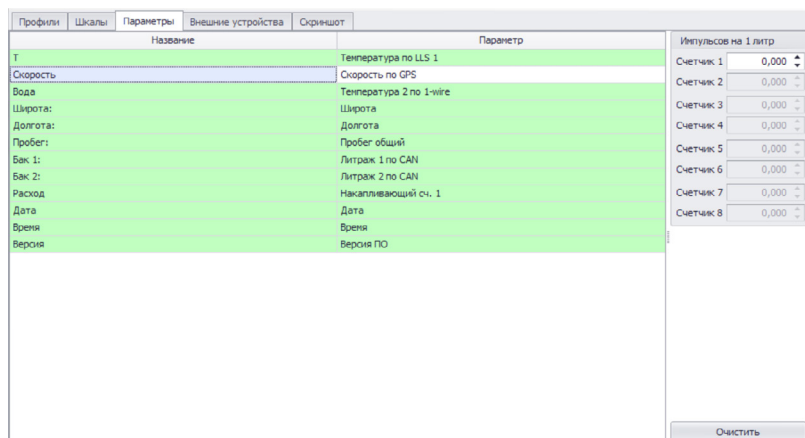 Профили Шкалы Параметры Внешние устройства Скриншот
Название Параметр Импульсов на 1 литр
T Температура по LLS 1
Счетчик 1 0,000
Скорость Скорость по GPS
Счетчик 2 0,000
Вода Температура 2 по 1-wire
Широта: Широта
Счетчик 3 0,000
Долгота: Долгота
Счетчик 4 0,000
Пробег: Пробег общий
Счетчик 5 0,000
Бак 1: Литраж 1 по CAN
Счетчик 6 0,000
Бак 2: Литраж 2 по CAN
Расход Накапливающий сч. 1
Счетчик 7 0,000
Дата Дата
Счетчик 8 0,000
Время Время
Версия Версия ПО
Очистить